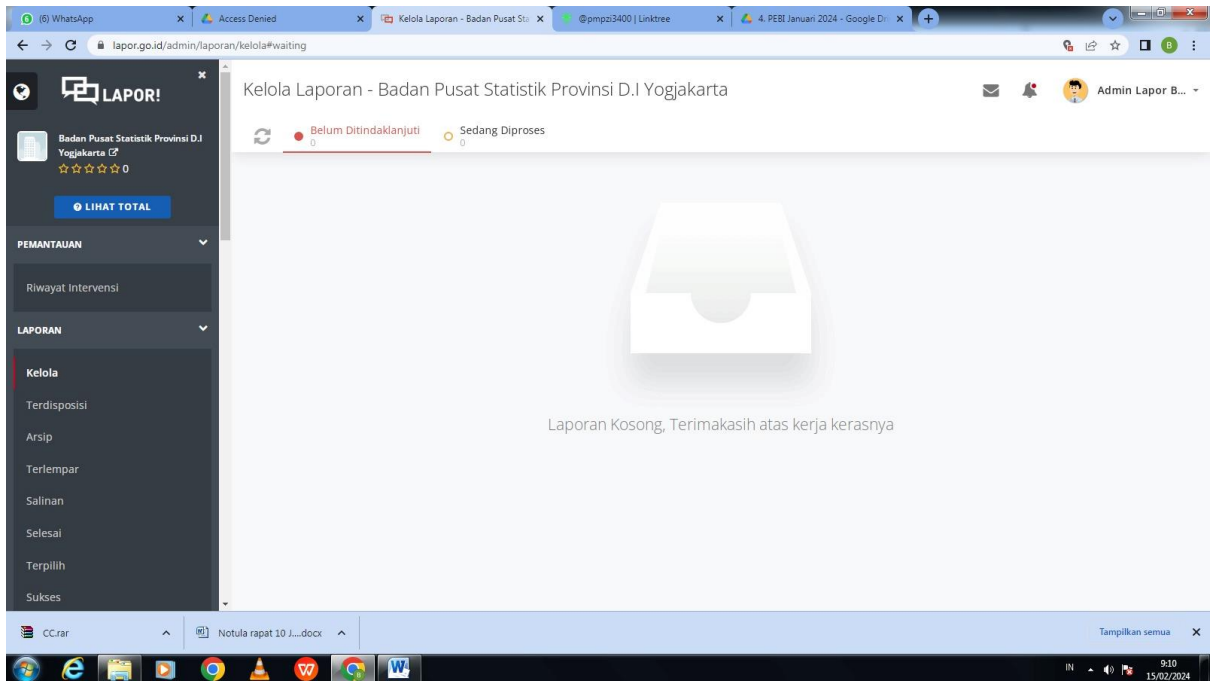 (6) WhatsApp
Access Denied
Kelola Laporan - Badan Pusat Sta
@pmpzi3400 | Linktree
4. PEBI Januari 2024 - Google Dri
lapor.go.id/admin/laporan/kelola#waiting
LAPOR!
Kelola Laporan - Badan Pusat Statistik Provinsi D.I Yogjakarta
Admin Lapor B...
Badan Pusat Statistik Provinsi D.I
Yogjakarta
0
Belum Ditindaklanjuti
0
Sedang Diproses
0
LIHAT TOTAL
PEMANTAUAN
Riwayat Intervensi
LAPORAN
Kelola
Terdisposisi
Arsip
Terlempar
Salinan
Selesai
Terpilih
Sukses
Laporan Kosong, Terimakasih atas kerja kerasnya
CC.rar
Notula rapat 10 J....docx
Tampilkan semua
IN
9:10
15/02/2024